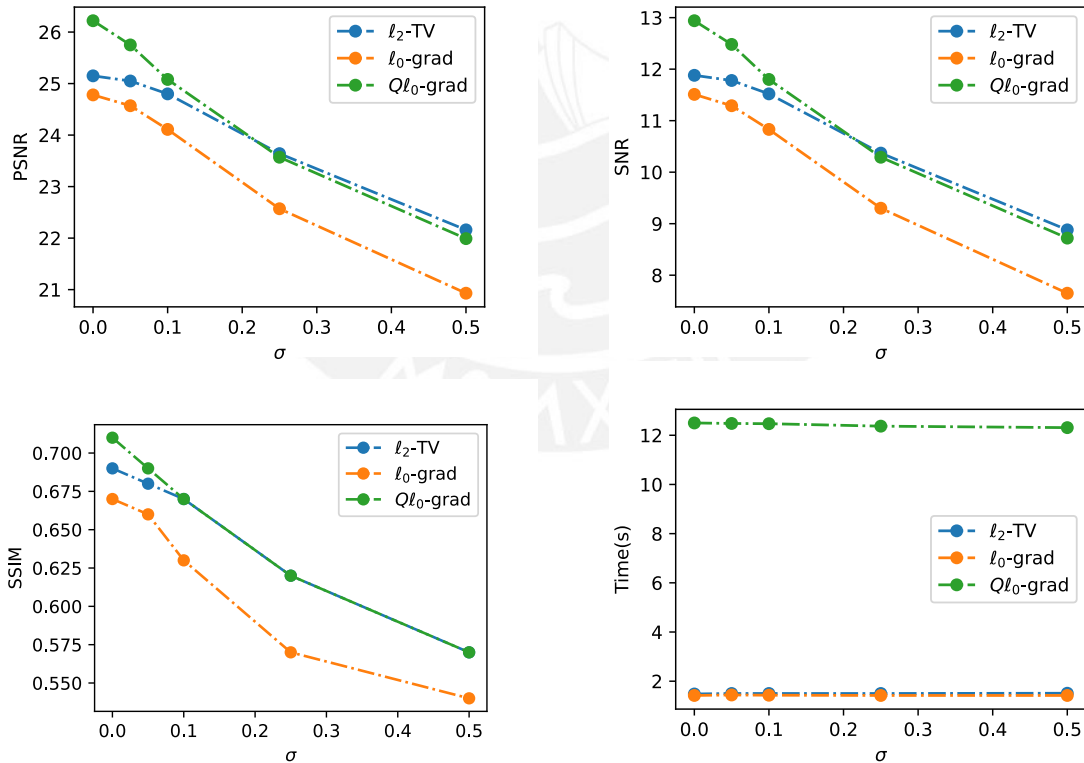 PSNR
26
25
24
23
22
21
0.0 0.1 0.2 0.3 0.4 0.5
σ
ℓ₂-TV
ℓ₀-grad
Qℓ₀-grad
SNR
13
12
11
10
9
8
0.0 0.1 0.2 0.3 0.4 0.5
σ
ℓ₂-TV
ℓ₀-grad
Qℓ₀-grad
SSIM
0.700
0.675
0.650
0.625
0.600
0.575
0.550
0.0 0.1 0.2 0.3 0.4 0.5
σ
ℓ₂-TV
ℓ₀-grad
Qℓ₀-grad
Time(s)
12
10
8
6
4
2
0.0 0.1 0.2 0.3 0.4 0.5
σ
ℓ₂-TV
ℓ₀-grad
Qℓ₀-grad